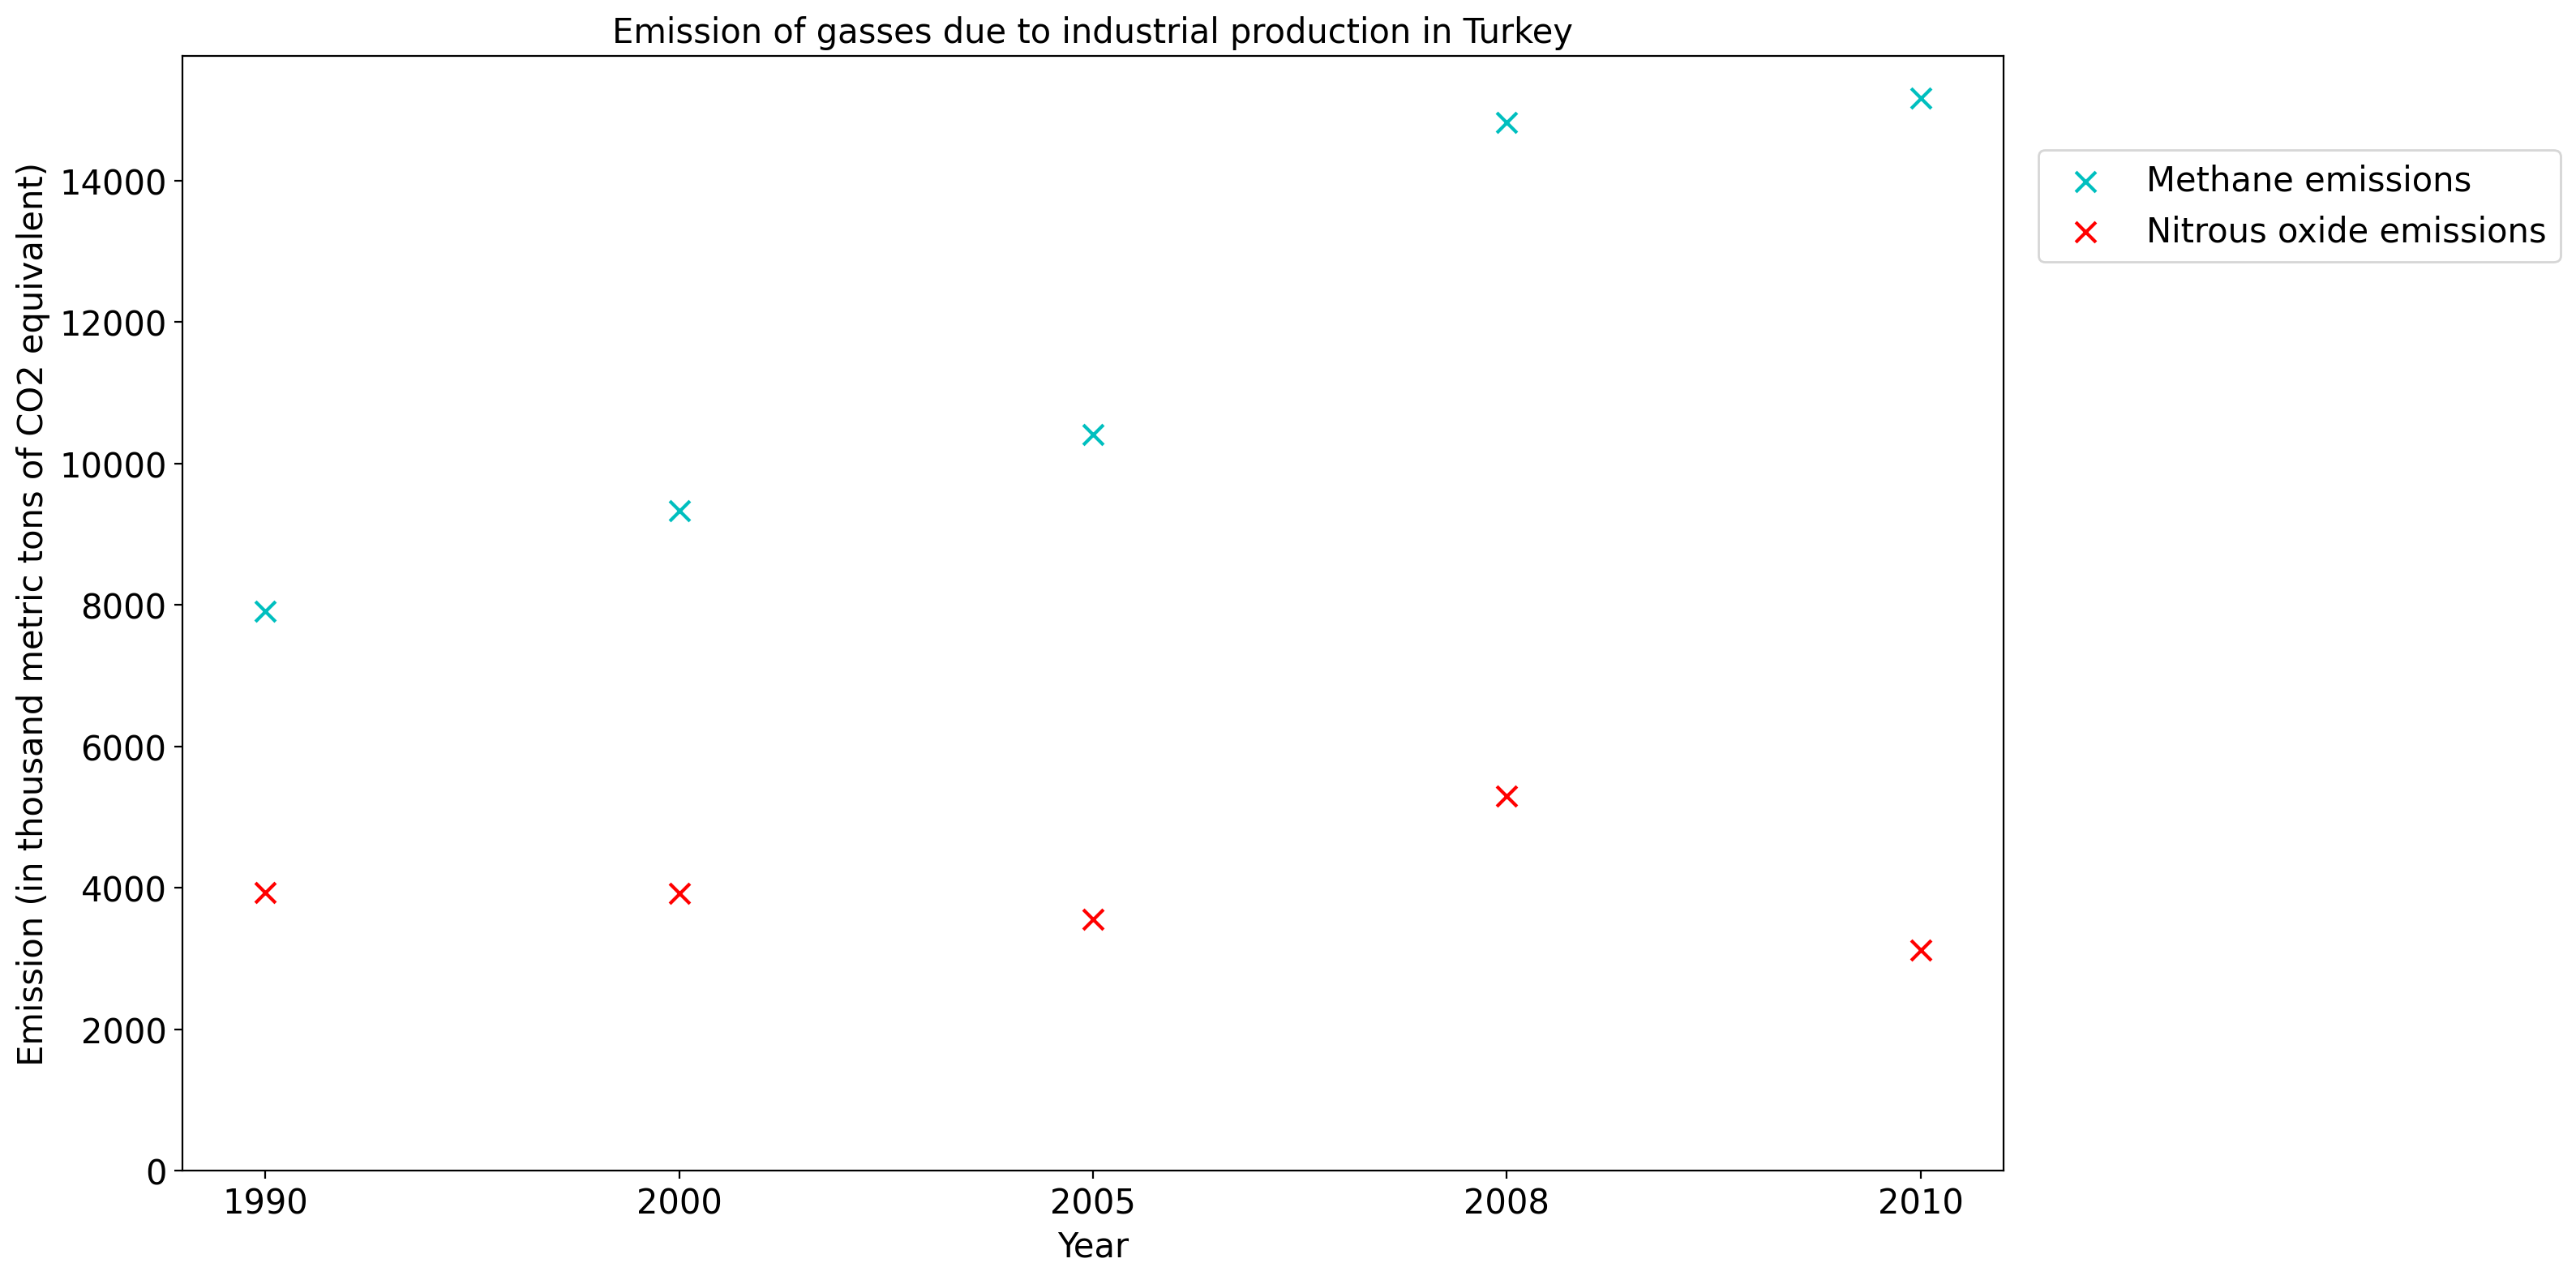 Emission of gasses due to industrial production in Turkey
Emission (in thousand metric tons of CO2 equivalent)
14000
12000
10000
8000
6000
4000
2000
0
1990 2000 2005 2008 2010
Year
Methane emissions
Nitrous oxide emissions